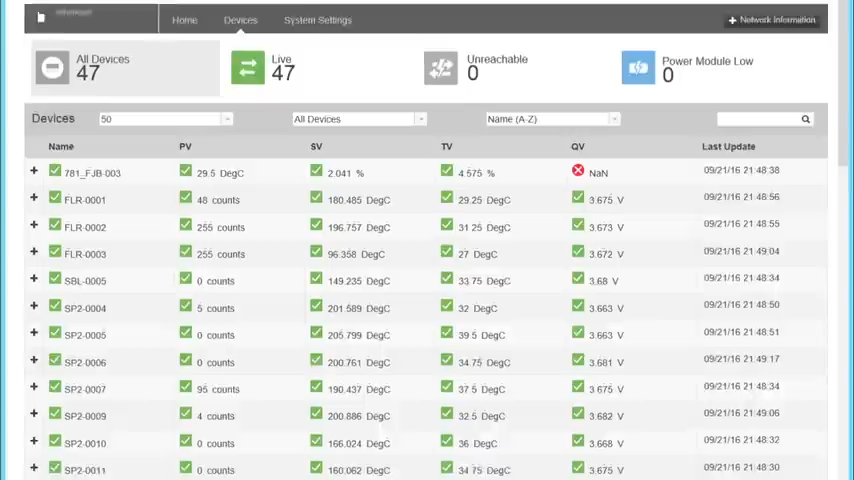 Home Devices System Settings Network Information
All Devices 47
Live 47
Unreachable 0
Power Module Low 0
Devices 50 All Devices Name (A-Z)
Name PV SV TV QV Last Update
781_FJB-003 29.5 DegC 2.041 % 4.575 % NaN 09/21/16 21:48:38
FLR-0001 48 counts 180.485 DegC 29.25 DegC 3.675 V 09/21/16 21:48:56
FLR-0002 255 counts 196.757 DegC 31.25 DegC 3.673 V 09/21/16 21:48:55
FLR-0003 255 counts 96.358 DegC 27 DegC 3.672 V 09/21/16 21:49:04
SBL-0005 0 counts 149.235 DegC 33.75 DegC 3.68 V 09/21/16 21:48:34
SP2-0004 5 counts 201.589 DegC 32 DegC 3.663 V 09/21/16 21:48:50
SP2-0005 0 counts 205.799 DegC 39.5 DegC 3.663 V 09/21/16 21:48:51
SP2-0006 0 counts 200.761 DegC 34.75 DegC 3.681 V 09/21/16 21:49:17
SP2-0007 95 counts 190.437 DegC 37.5 DegC 3.675 V 09/21/16 21:48:34
SP2-0009 4 counts 200.886 DegC 32.5 DegC 3.682 V 09/21/16 21:49:06
SP2-0010 0 counts 166.024 DegC 36 DegC 3.668 V 09/21/16 21:48:32
SP2-0011 0 counts 160.062 DegC 34.75 DegC 3.675 V 09/21/16 21:48:30